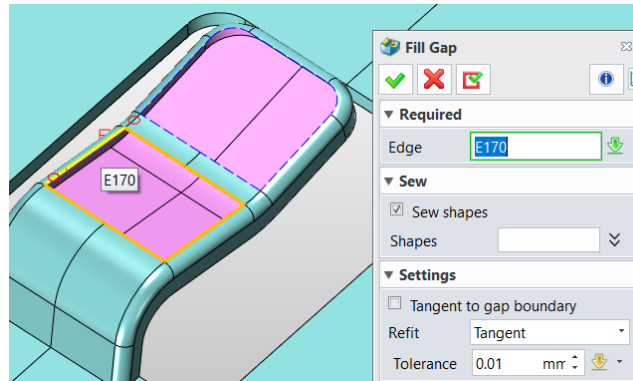 Fill Gap
Required
Edge E170
Sew
Sew shapes
Shapes
Settings
Tangent to gap boundary
Refit Tangent
Tolerance 0.01 mm
E170